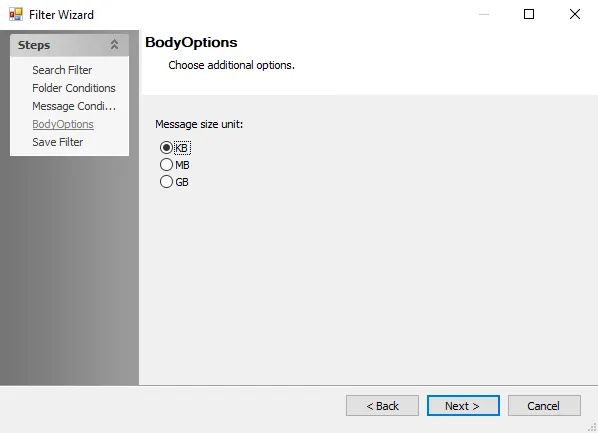 Filter Wizard
Steps
Search Filter
Folder Conditions
Message Condi...
BodyOptions
Save Filter
BodyOptions
Choose additional options.
Message size unit:
KB
MB
GB
< Back
Next >
Cancel